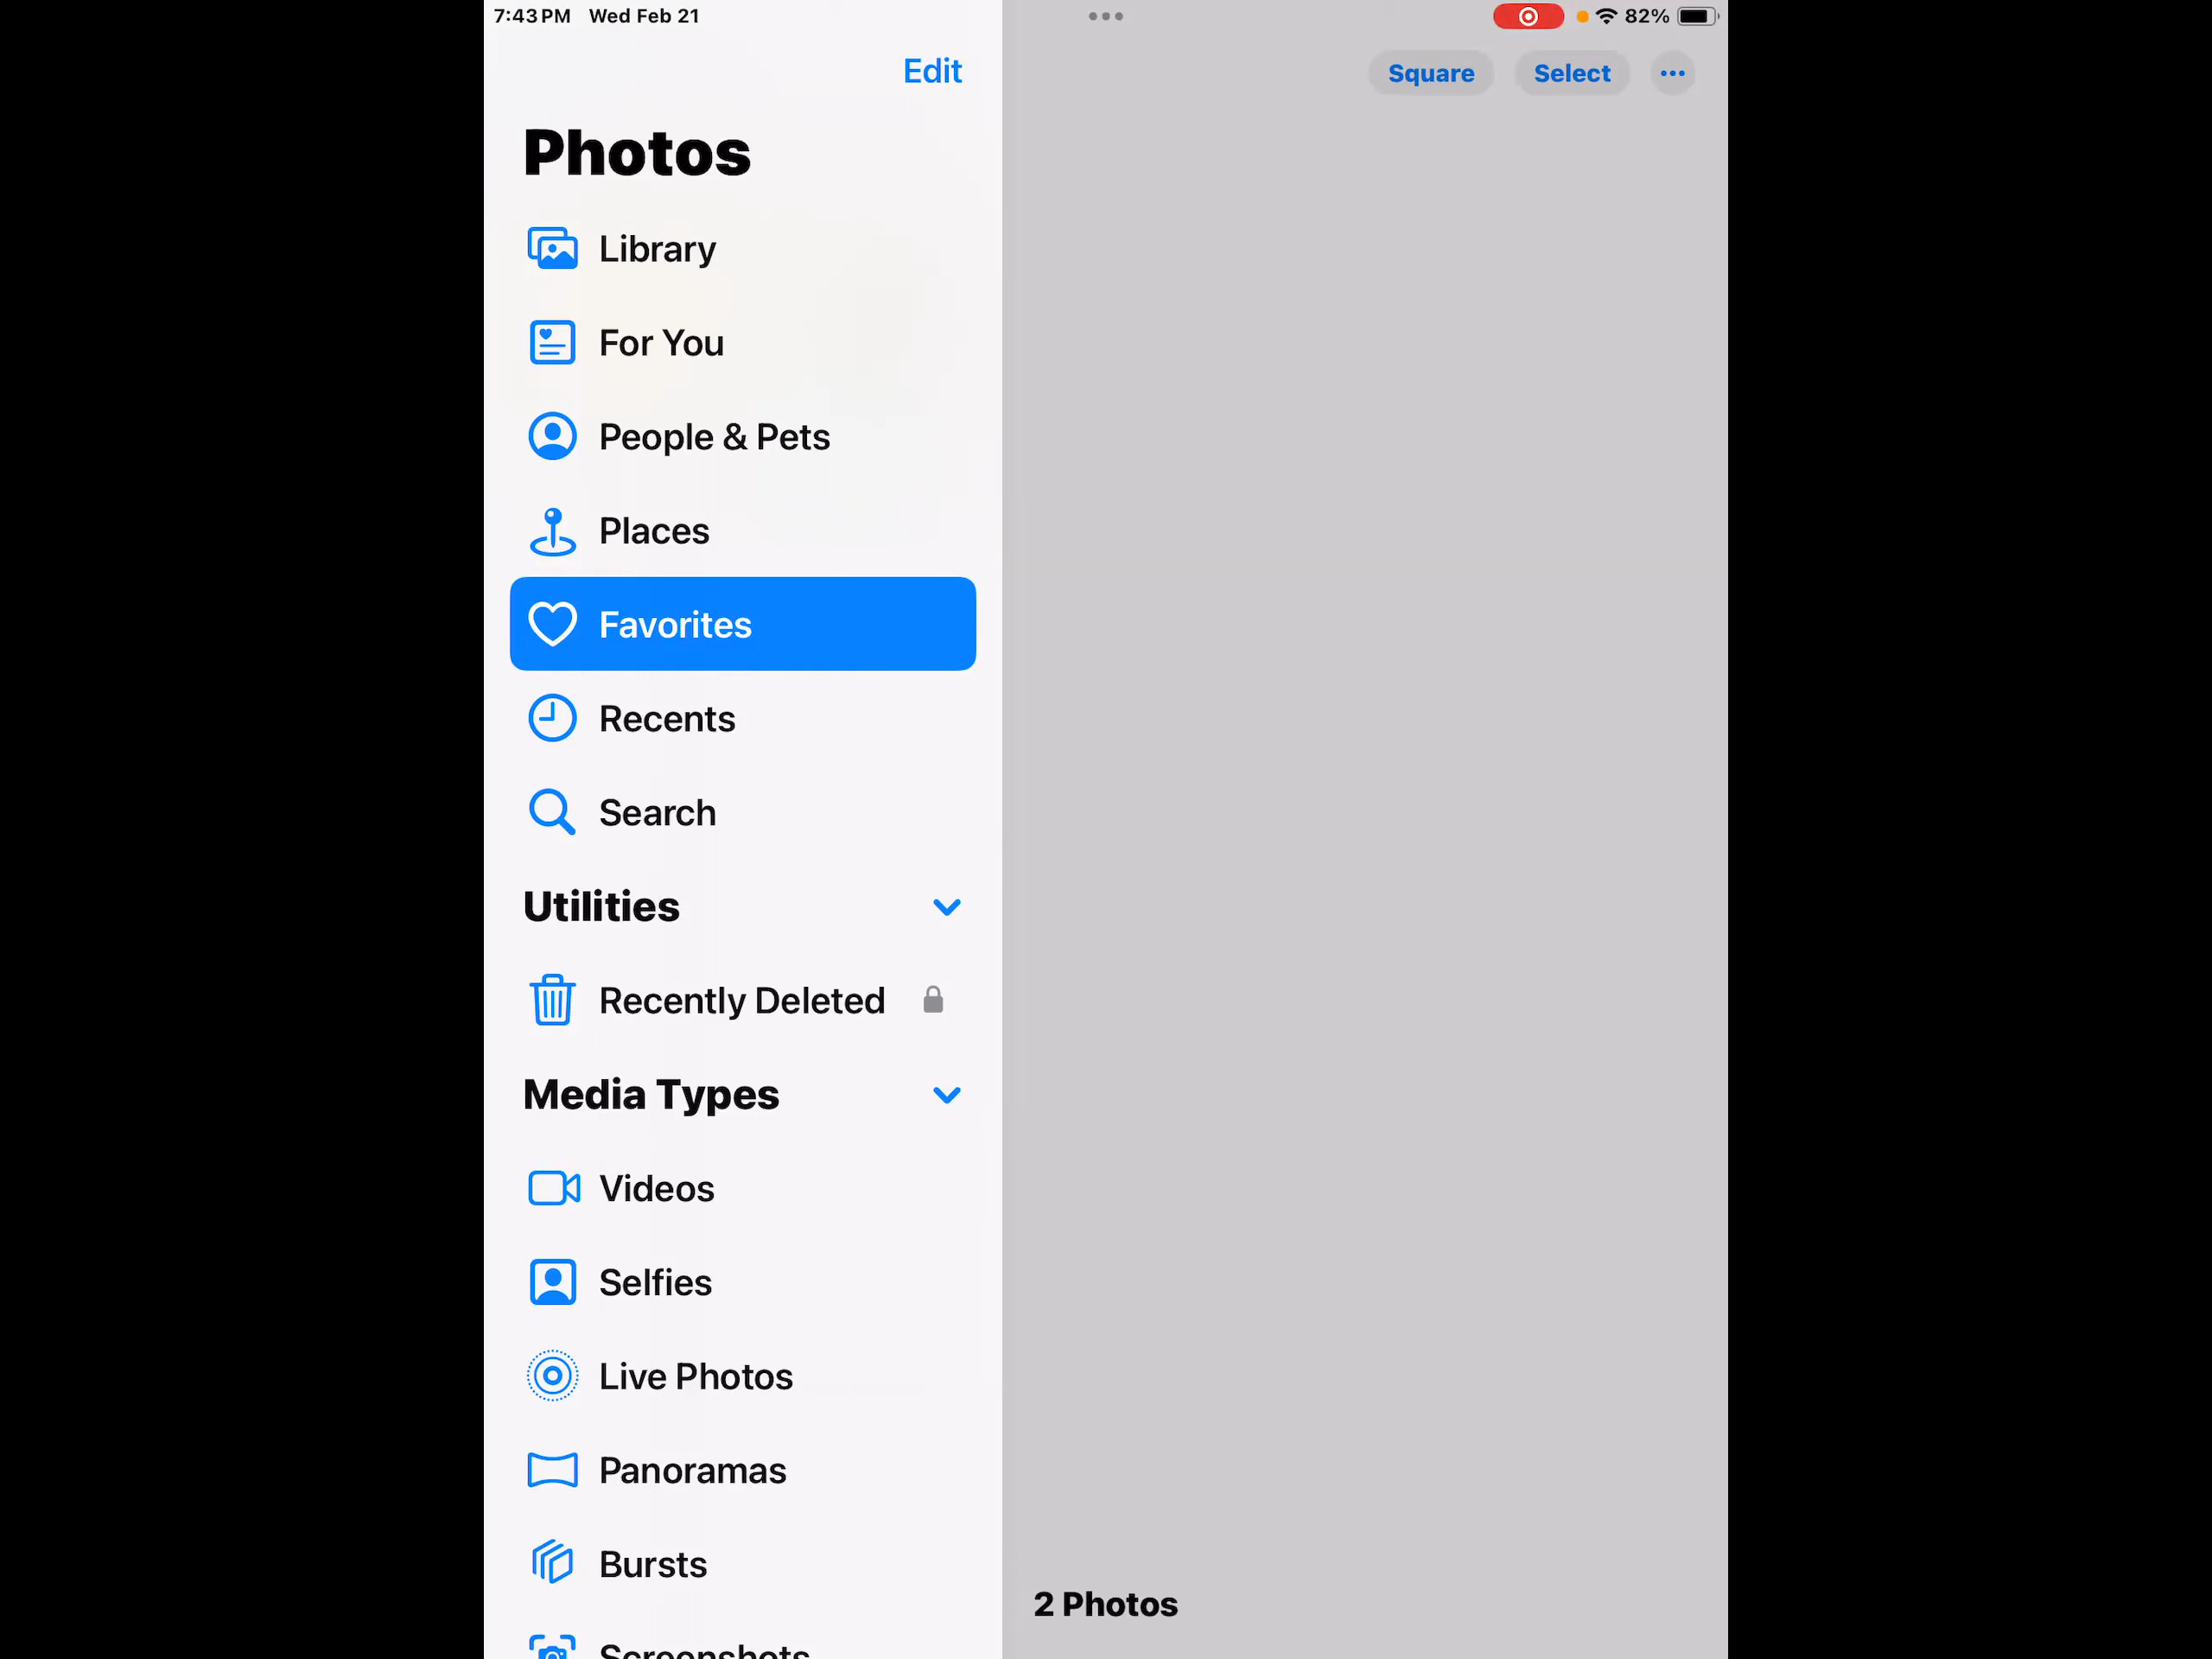 7:43 PM Wed Feb 21
82%
Edit
Square
Select
Photos
Library
For You
People & Pets
Places
Favorites
Recents
Search
Utilities
Recently Deleted
Media Types
Videos
Selfies
Live Photos
Panoramas
Bursts
Screenshots
2 Photos